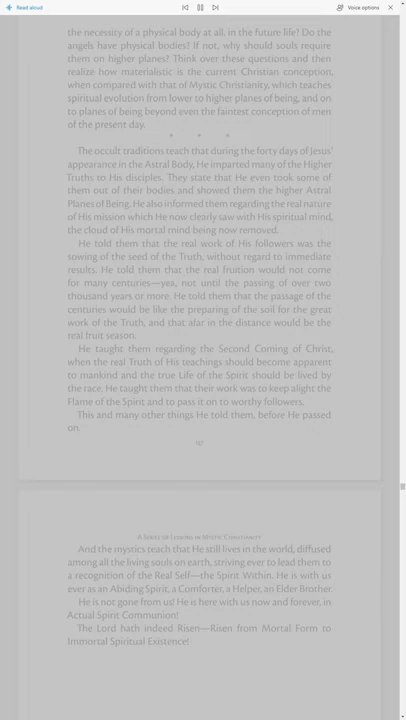 Read aloud
Voice options
the necessity of a physical body at all, in the future life? Do the
angels have physical bodies? If not, why should souls require
them on higher planes? Think over these questions and then
realize how materialistic is the current Christian conception,
when compared with that of Mystic Christianity, which teaches
spiritual evolution from lower to higher planes of being, and on
to planes of being beyond even the faintest conception of men
of the present day.
* * *
The occult traditions teach that during the forty days of Jesus'
appearance in the Astral Body, He imparted many of the Higher
Truths to His disciples. They state that He even took some of
them out of their bodies and showed them the higher Astral
Planes of Being. He also informed them regarding the real nature
of His mission which He now clearly saw with His spiritual mind,
the cloud of His mortal mind being now removed.
He told them that the real work of His followers was the
sowing of the seed of the Truth, without regard to immediate
results. He told them that the real fruition would not come
for many centuries—yea, not until the passing of over two
thousand years or more. He told them that the passage of the
centuries would be like the preparing of the soil for the great
work of the Truth, and that afar in the distance would be the
real fruit season.
He taught them regarding the Second Coming of Christ,
when the real Truth of His teachings should become apparent
to mankind and the true Life of the Spirit should be lived by
the race. He taught them that their work was to keep alight the
Flame of the Spirit and to pass it on to worthy followers.
This and many other things He told them, before He passed
on.
A Series of Lessons in Mystic Christianity
And the mystics teach that He still lives in the world, diffused
among all the living souls on earth, striving ever to lead them to
a recognition of the Real Self—the Spirit Within. He is with us
ever as an Abiding Spirit, a Comforter, a Helper, an Elder Brother.
He is not gone from us! He is here with us now and forever, in
Actual Spirit Communion!
The Lord hath indeed Risen—Risen from Mortal Form to
Immortal Spiritual Existence!